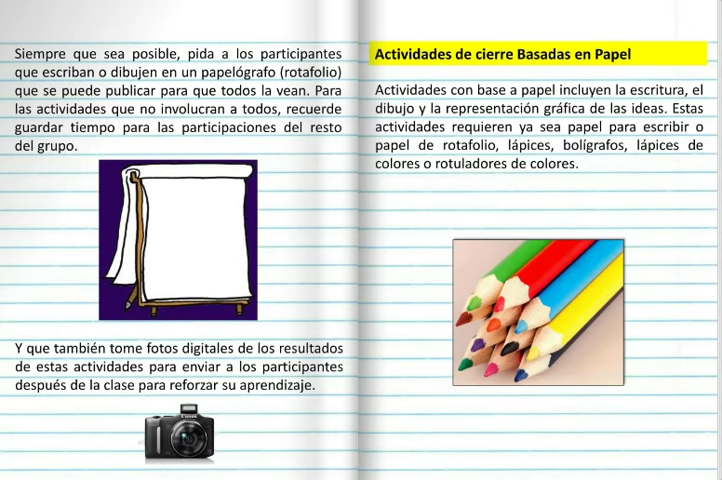 Siempre que sea posible, pida a los participantes
que escriban o dibujen en un papelógrafo (rotafolio)
que se puede publicar para que todos la vean. Para
las actividades que no involucran a todos, recuerde
guardar tiempo para las participaciones del resto
del grupo.
Y que también tome fotos digitales de los resultados
de estas actividades para enviar a los participantes
después de la clase para reforzar su aprendizaje.
Actividades de cierre Basadas en Papel
Actividades con base a papel incluyen la escritura, el
dibujo y la representación gráfica de las ideas. Estas
actividades requieren ya sea papel para escribir o
papel de rotafolio, lápices, bolígrafos, lápices de
colores o rotuladores de colores.